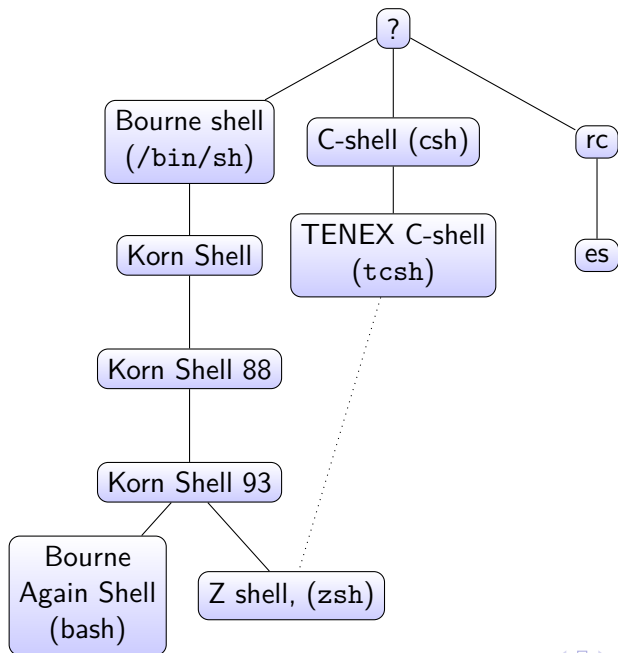 ?
Bourne shell
(/bin/sh)
C-shell (csh)
rc
Korn Shell
TENEX C-shell
(tcsh)
es
Korn Shell 88
Korn Shell 93
Bourne
Again Shell
(bash)
Z shell, (zsh)